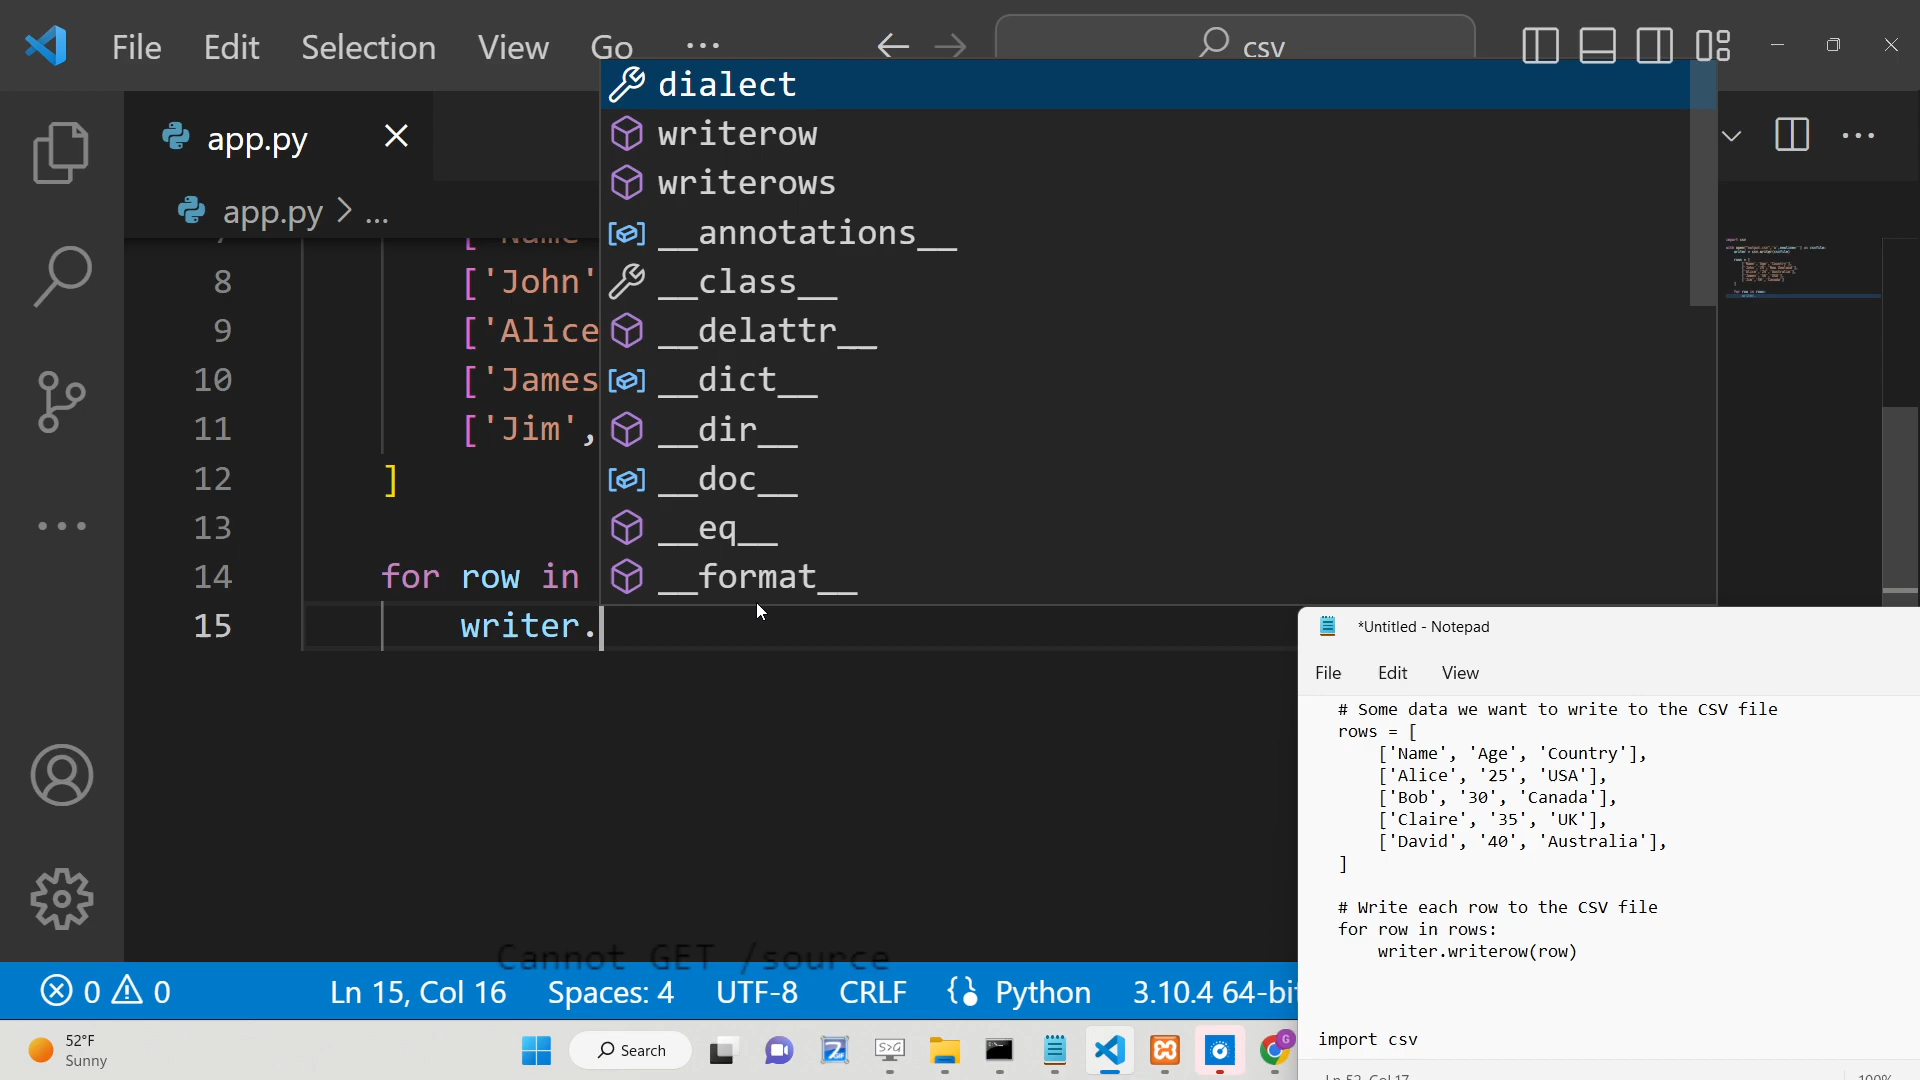 File Edit Selection View Go ... csv
app.py
app.py > ...
dialect
writerow
writerows
__annotations__
__class__
__delattr__
__dict__
__dir__
__doc__
__eq__
__format__
8 ['John'
9 ['Alice
10 ['James
11 ['Jim',
12 ]
13
14 for row in
15 writer.
*Untitled - Notepad
File Edit View
# Some data we want to write to the CSV file
rows = [
['Name', 'Age', 'Country'],
['Alice', '25', 'USA'],
['Bob', '30', 'Canada'],
['Claire', '35', 'UK'],
['David', '40', 'Australia'],
]
# Write each row to the CSV file
for row in rows:
writer.writerow(row)
import csv
Cannot GET /source
0 0 Ln 15, Col 16 Spaces: 4 UTF-8 CRLF Python 3.10.4 64-bit
52°F
Sunny
Search